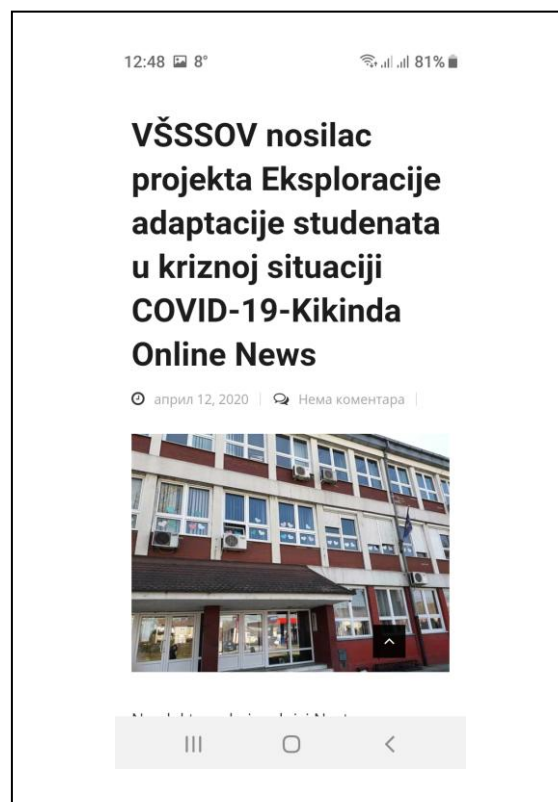 12:48 8° 81%
VŠSSOV nosilac
projekta Eksploracije
adaptacije studenata
u kriznoj situaciji
COVID-19-Kikinda
Online News
април 12, 2020 Нема коментара